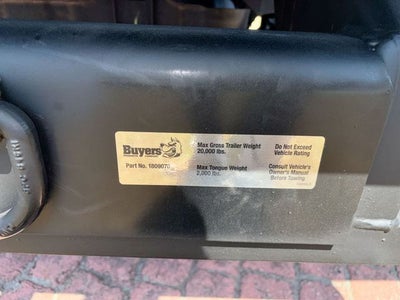 Buyers
Part No. 1809070
Max Gross Trailer Weight
20,000 lbs.
Max Tongue Weight
2,000 lbs.
Do Not Exceed
Vehicle Rating
Consult Vehicle's
Owner's Manual
Before Towing